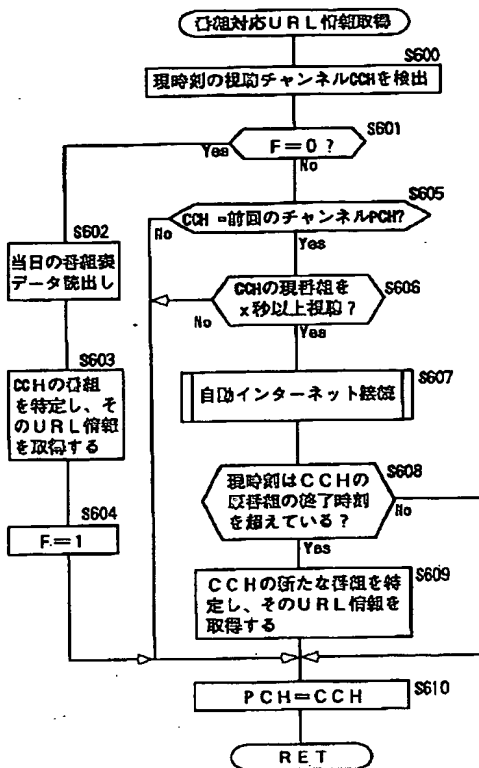 番組対応URL情報取得
S600
現時刻の視聴チャンネルCCHを検出
S601
F=0?
Yes
No
S605
CCH=前回のチャンネルPCH?
No
Yes
S602
当日の番組表
データ読出し
S606
CCHの現番組を
x秒以上視聴?
No
Yes
S603
CCHの番組
を特定し、そ
のURL情報
を取得する
S607
自動インターネット接続
S608
現時刻はCCHの
現番組の終了時刻
を超えている?
No
Yes
S604
F=1
S609
CCHの新たな番組を特
定し、そのURL情報を
取得する
S610
PCH=CCH
RET